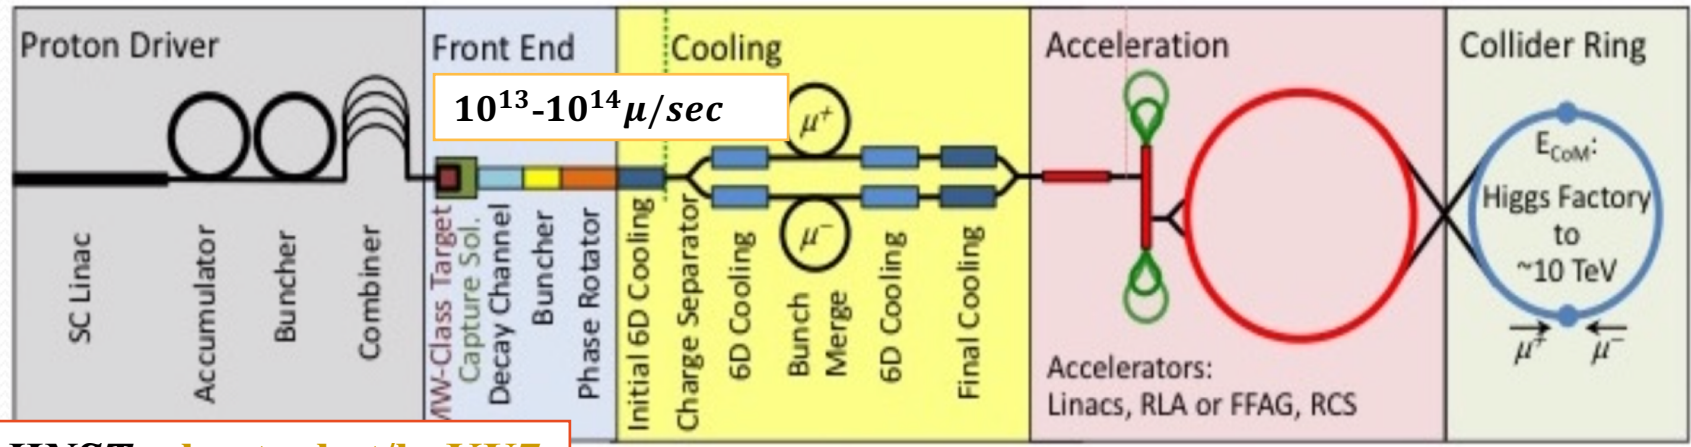 Proton Driver
Front End
Cooling
Acceleration
Collider Ring
10¹³-10¹⁴μ/sec
μ⁺
μ⁻
E_CoM:
Higgs Factory
to
~10 TeV
μ⁺ μ⁻
SC Linac
Accumulator
Buncher
Combiner
MW-Class Target
Capture Sol.
Decay Channel
Buncher
Phase Rotator
Initial 6D Cooling
Charge Separator
6D Cooling
Bunch
Merge
6D Cooling
Final Cooling
Accelerators:
Linacs, RLA or FFAG, RCS